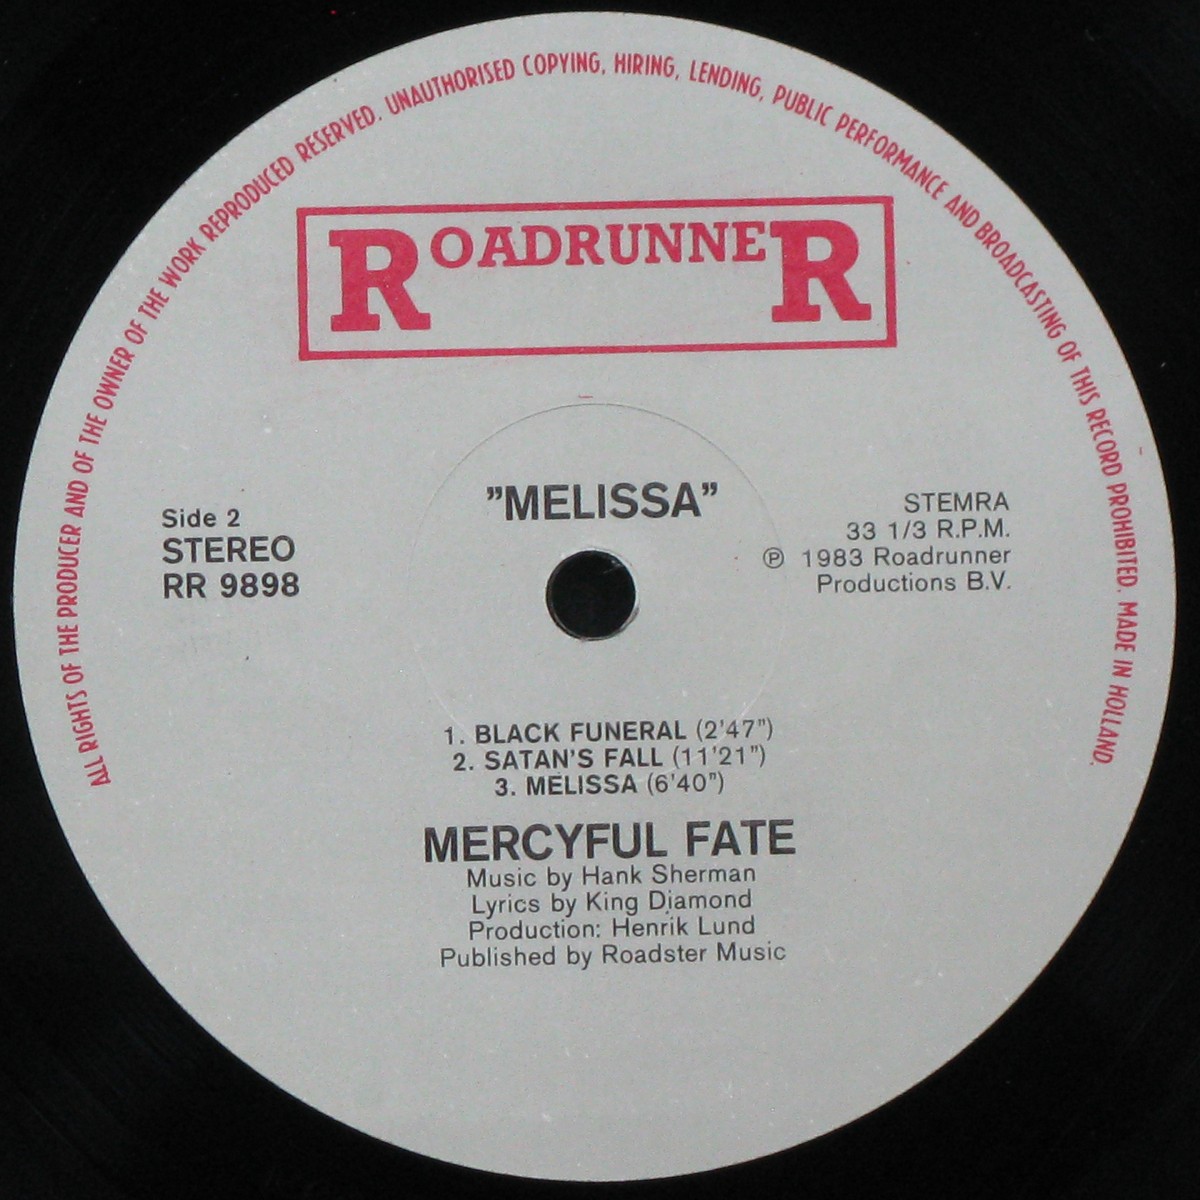 ALL RIGHTS OF THE PRODUCER AND OF THE OWNER OF THE WORK REPRODUCED RESERVED. UNAUTHORISED COPYING, HIRING, LENDING, PUBLIC PERFORMANCE AND BROADCASTING OF THIS RECORD PROHIBITED. MADE IN HOLLAND.
ROADRUNNER
"MELISSA"
Side 2
STEREO
RR 9898
STEMRA
33 1/3 R.P.M.
℗ 1983 Roadrunner
Productions B.V.
1. BLACK FUNERAL (2'47")
2. SATAN'S FALL (11'21")
3. MELISSA (6'40")
MERCYFUL FATE
Music by Hank Sherman
Lyrics by King Diamond
Production: Henrik Lund
Published by Roadster Music